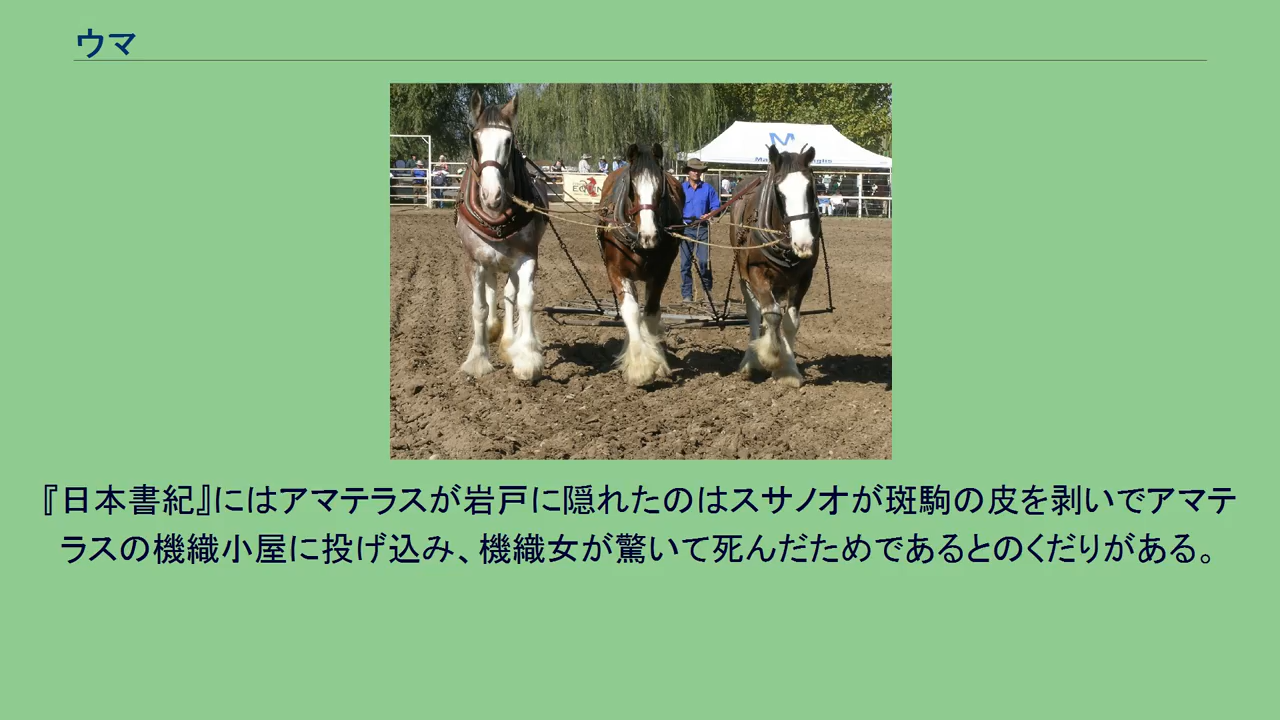 ウマ
『日本書紀』にはアマテラスが岩戸に隠れたのはスサノオが斑駒の皮を剥いでアマテ
ラスの機織小屋に投げ込み、機織女が驚いて死んだためであるとのくだりがある。